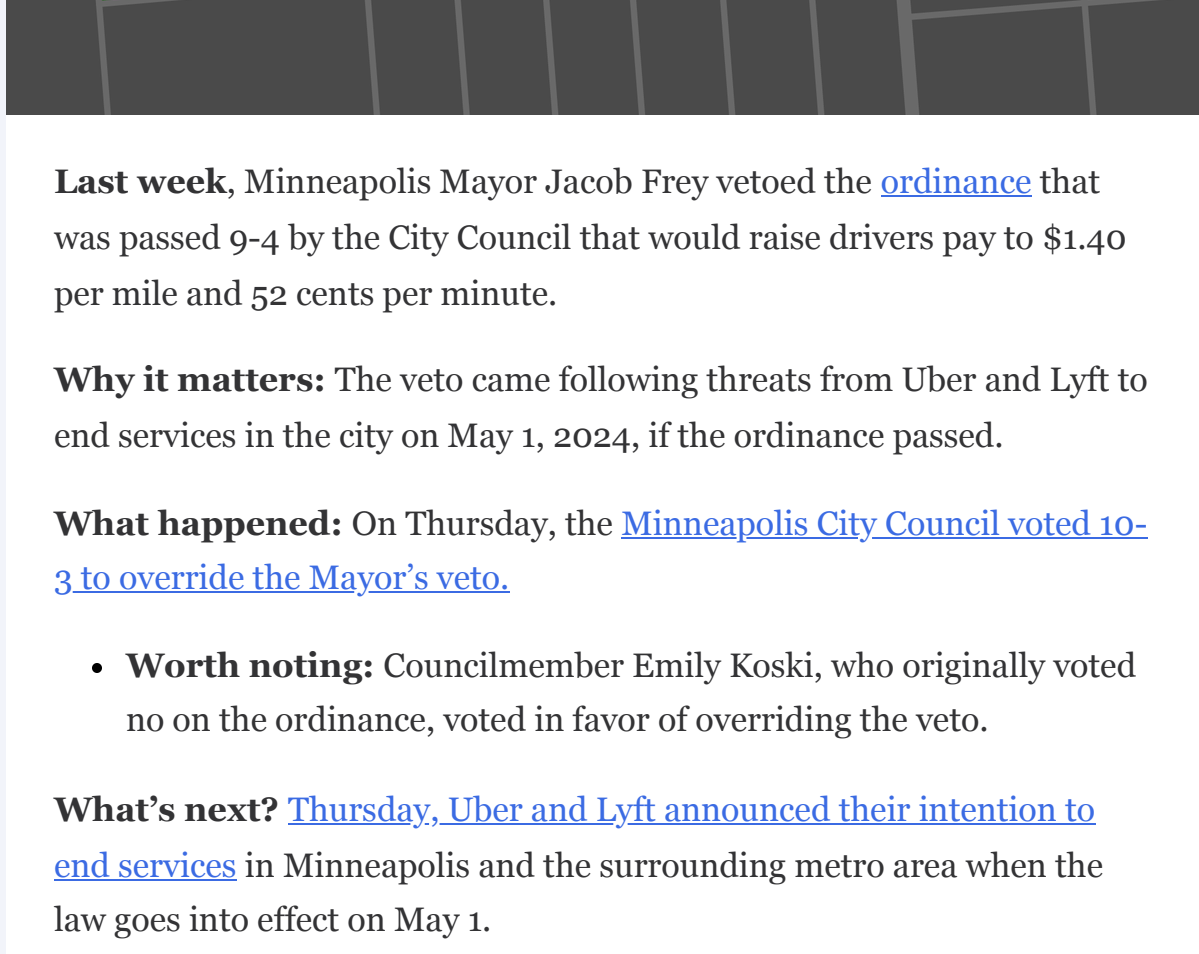 Last week, Minneapolis Mayor Jacob Frey vetoed the ordinance that
was passed 9-4 by the City Council that would raise drivers pay to $1.40
per mile and 52 cents per minute.
Why it matters: The veto came following threats from Uber and Lyft to
end services in the city on May 1, 2024, if the ordinance passed.
What happened: On Thursday, the Minneapolis City Council voted 10-
3 to override the Mayor’s veto.
• Worth noting: Councilmember Emily Koski, who originally voted
no on the ordinance, voted in favor of overriding the veto.
What’s next? Thursday, Uber and Lyft announced their intention to
end services in Minneapolis and the surrounding metro area when the
law goes into effect on May 1.